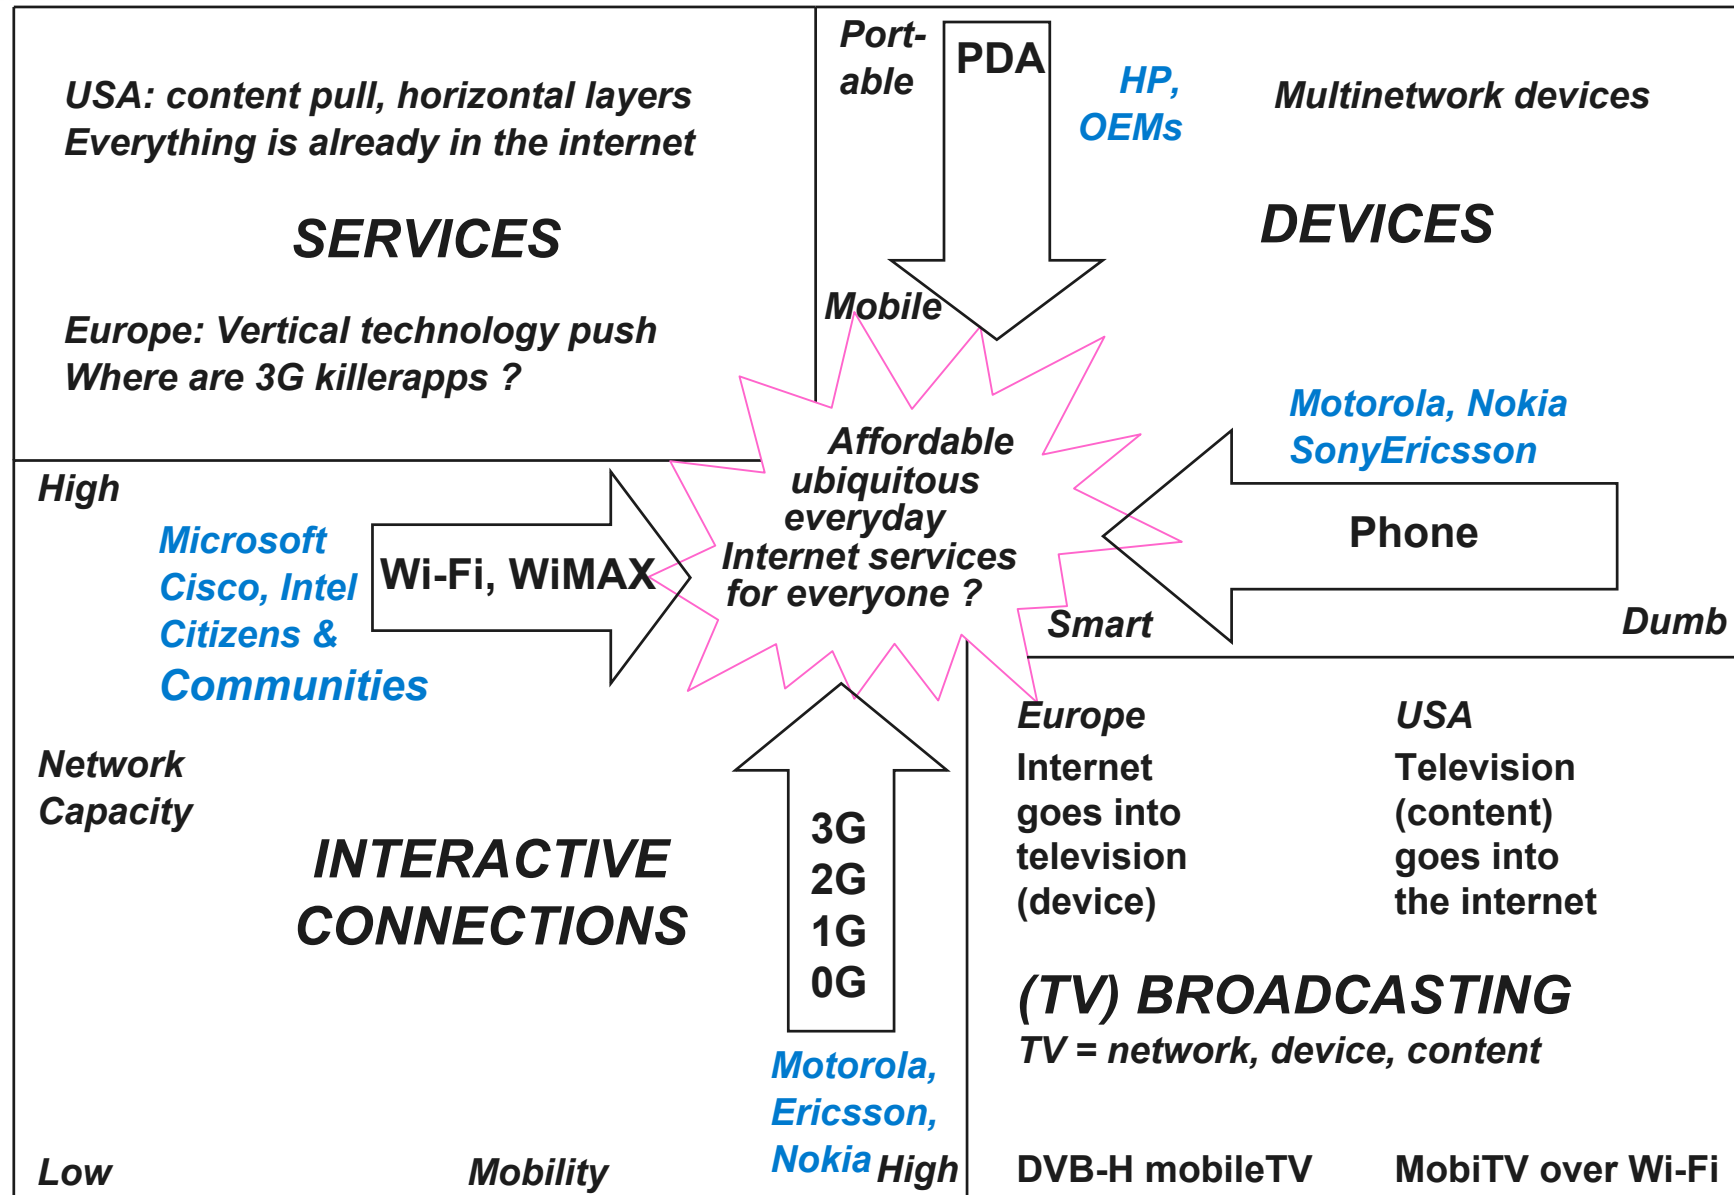 USA: content pull, horizontal layers
Everything is already in the internet
SERVICES
Europe: Vertical technology push
Where are 3G killerapps ?
Port-
able
PDA
HP,
OEMs
Multinetwork devices
DEVICES
Mobile
Motorola, Nokia
SonyEricsson
Phone
Smart
Dumb
Affordable
ubiquitous
everyday
Internet services
for everyone ?
High
Microsoft
Cisco, Intel
Citizens &
Communities
Wi-Fi, WiMAX
Network
Capacity
INTERACTIVE
CONNECTIONS
3G
2G
1G
0G
Motorola,
Ericsson,
Nokia
Low
Mobility
High
Europe
Internet
goes into
television
(device)
USA
Television
(content)
goes into
the internet
(TV) BROADCASTING
TV = network, device, content
DVB-H mobileTV
MobiTV over Wi-Fi